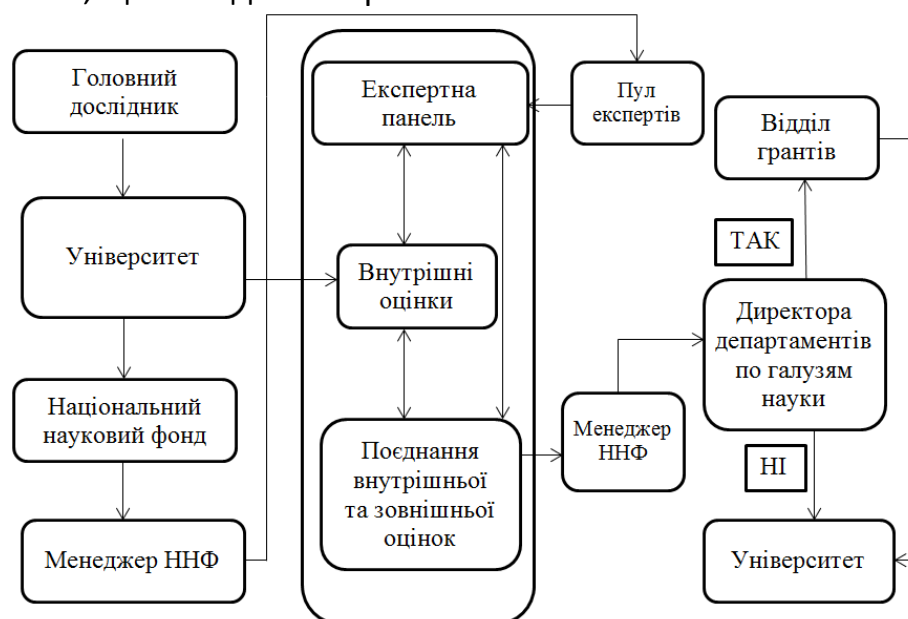 Головний
дослідник
Університет
Національний
науковий фонд
Менеджер ННФ
Експертна
панель
Внутрішні
оцінки
Поєднання
внутрішньої
та зовнішньої
оцінок
Пул
експертів
Менеджер
ННФ
Відділ
грантів
ТАК
Директора
департаментів
по галузям
науки
НІ
Університет